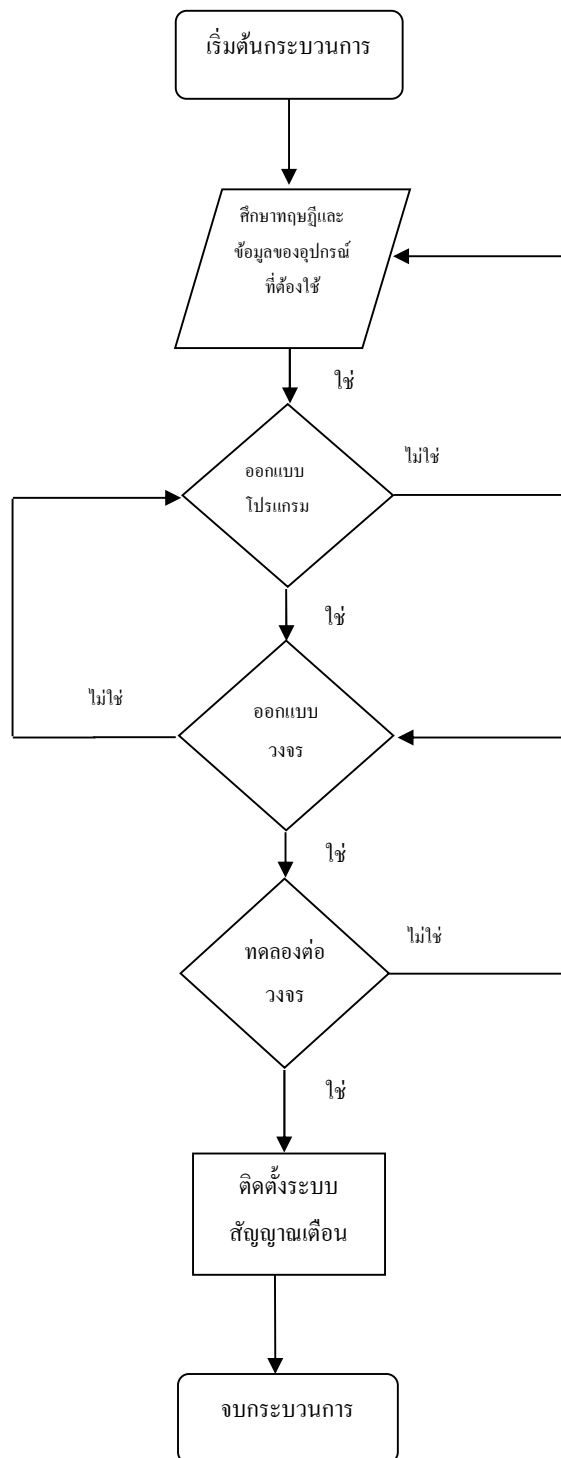 เริ่มต้นกระบวนการ
ศึกษาทฤษฎีและ
ข้อมูลของอุปกรณ์
ที่ต้องใช้
ใช่
ออกแบบ
โปรแกรม
ไม่ใช่
ใช่
ไม่ใช่
ออกแบบ
วงจร
ใช่
ทดลองต่อ
วงจร
ไม่ใช่
ใช่
ติดตั้งระบบ
สัญญาณเตือน
จบกระบวนการ